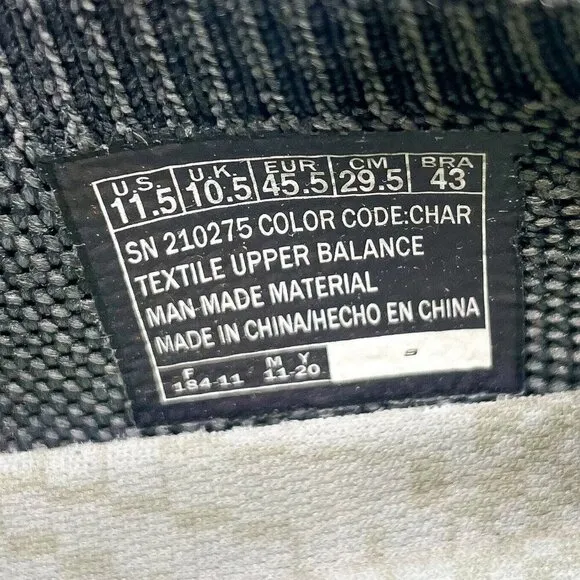 U.S. U.K. EUR CM BRA
11.5 10.5 45.5 29.5 43
SN 210275 COLOR CODE:CHAR
TEXTILE UPPER BALANCE
MAN-MADE MATERIAL
MADE IN CHINA/HECHO EN CHINA
F M Y
184-11 11-20